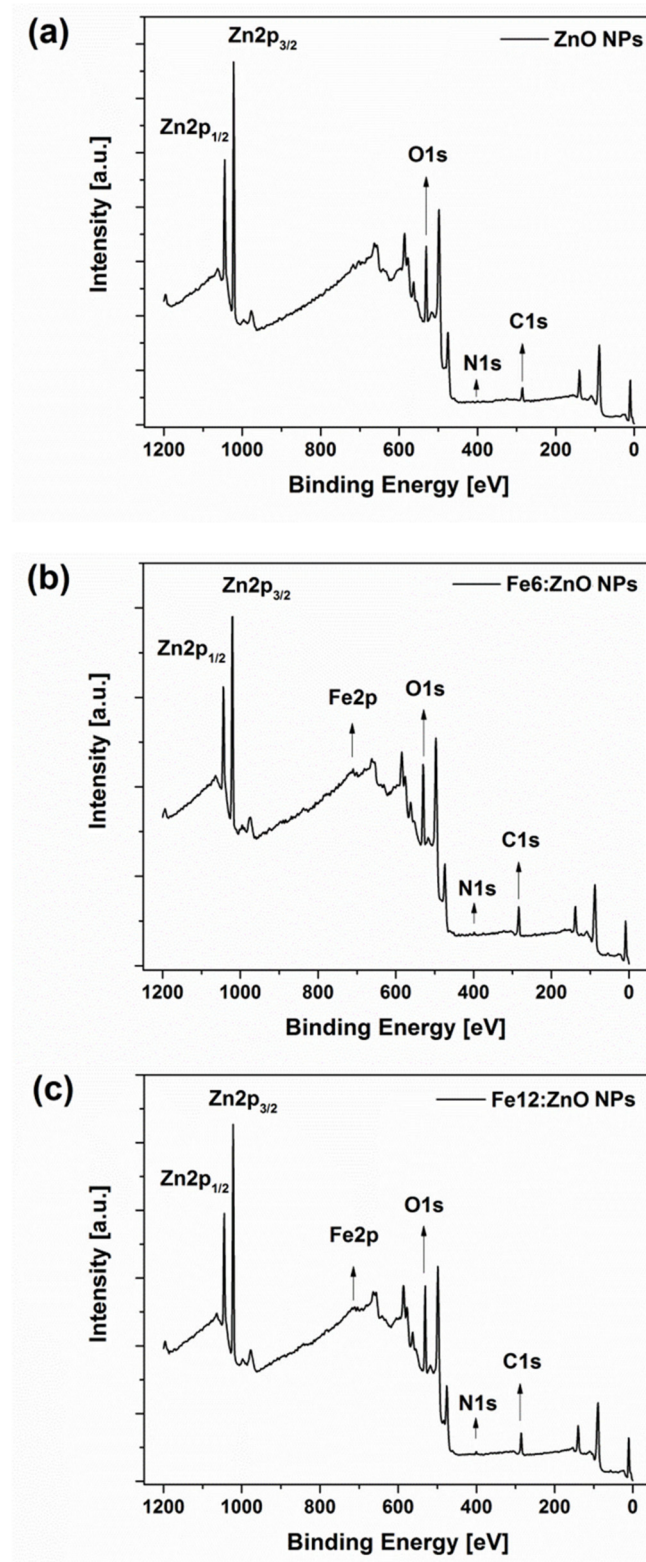 (a)
Zn2p3/2
ZnO NPs
Zn2p1/2
O1s
N1s
C1s
Intensity [a.u.]
1200 1000 800 600 400 200 0
Binding Energy [eV]
(b)
Zn2p3/2
Fe6:ZnO NPs
Zn2p1/2
Fe2p
O1s
N1s
C1s
Intensity [a.u.]
1200 1000 800 600 400 200 0
Binding Energy [eV]
(c)
Zn2p3/2
Fe12:ZnO NPs
Zn2p1/2
Fe2p
O1s
N1s
C1s
Intensity [a.u.]
1200 1000 800 600 400 200 0
Binding Energy [eV]